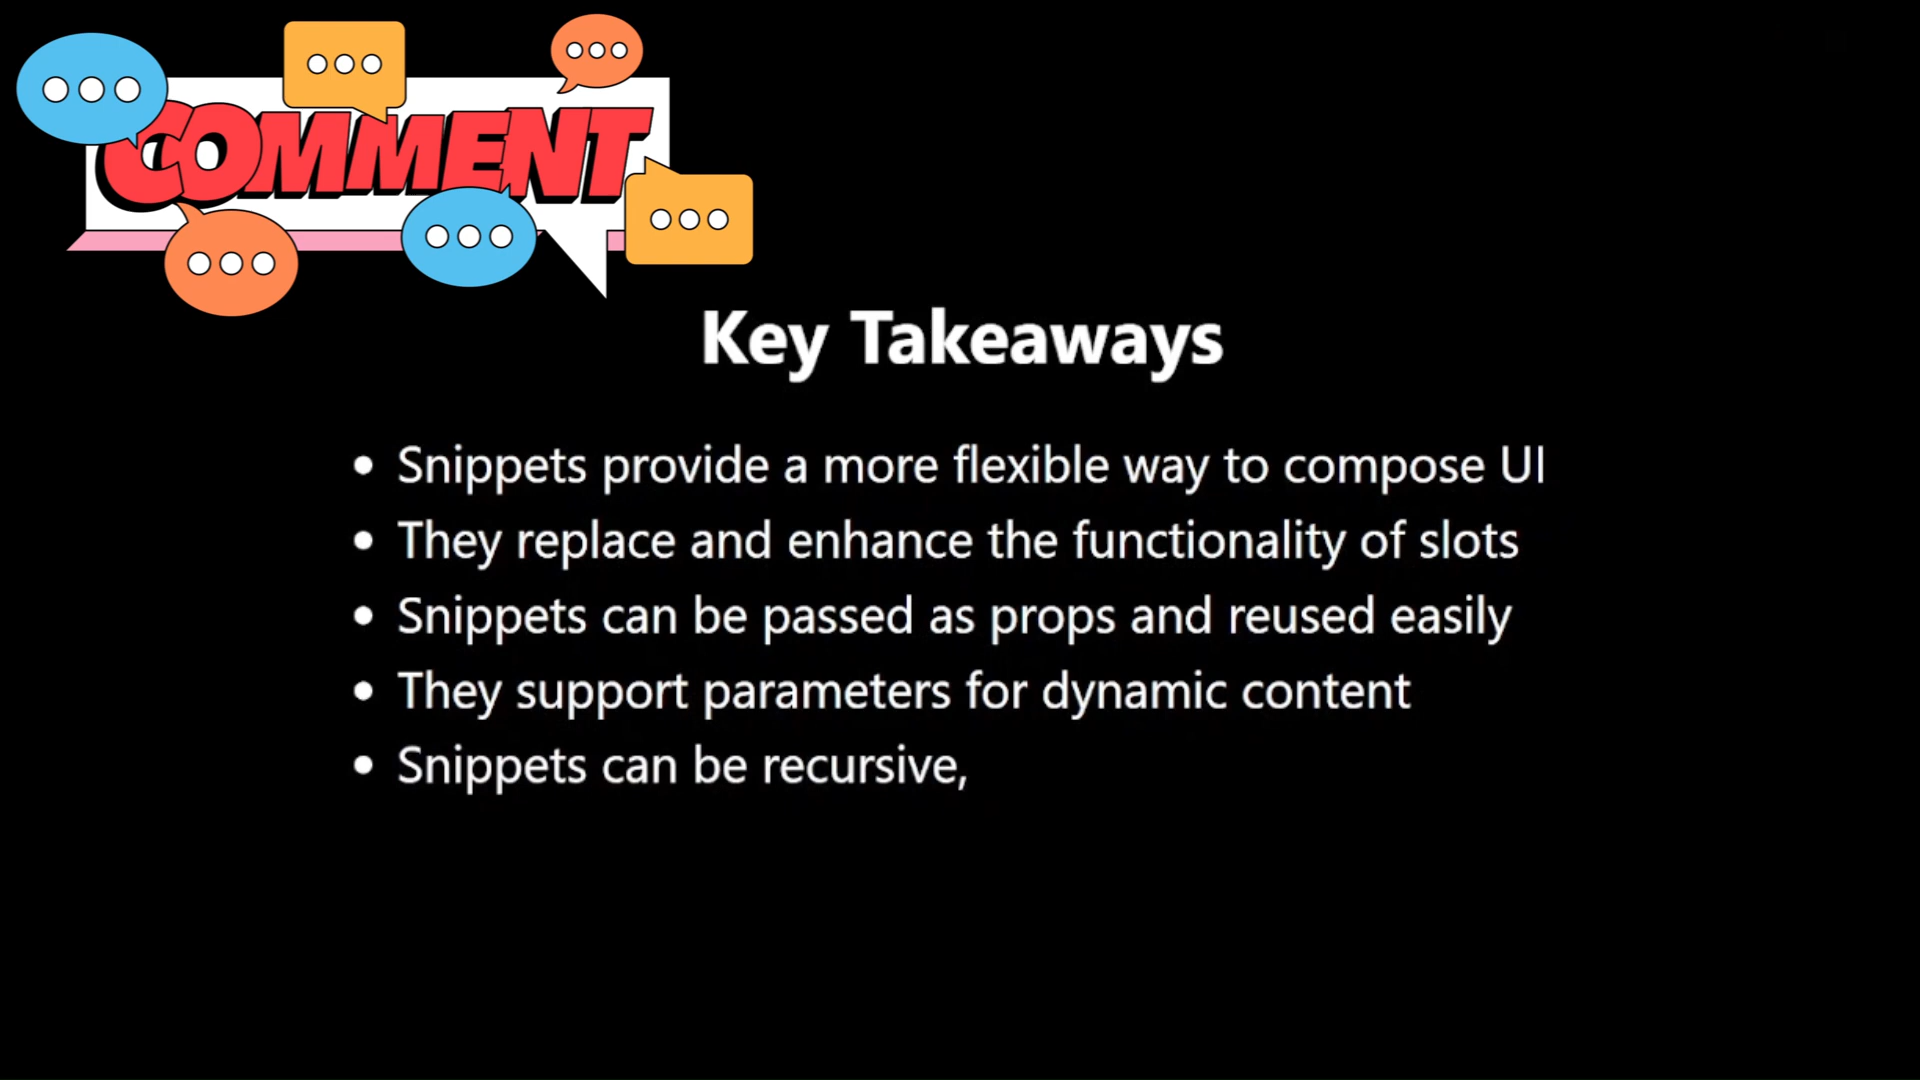 COMMENT
Key Takeaways
• Snippets provide a more flexible way to compose UI
• They replace and enhance the functionality of slots
• Snippets can be passed as props and reused easily
• They support parameters for dynamic content
• Snippets can be recursive,